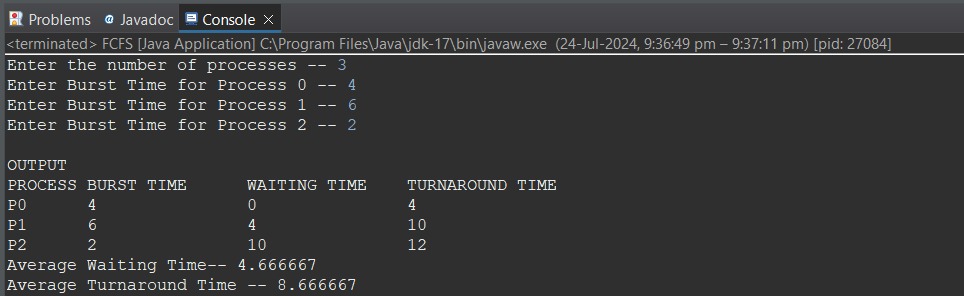 Problems @ Javadoc Console ×
<terminated> FCFS [Java Application] C:\Program Files\Java\jdk-17\bin\javaw.exe (24-Jul-2024, 9:36:49 pm – 9:37:11 pm) [pid: 27084]
Enter the number of processes -- 3
Enter Burst Time for Process 0 -- 4
Enter Burst Time for Process 1 -- 6
Enter Burst Time for Process 2 -- 2
OUTPUT
PROCESS BURST TIME WAITING TIME TURNAROUND TIME
P0 4 0 4
P1 6 4 10
P2 2 10 12
Average Waiting Time-- 4.666667
Average Turnaround Time -- 8.666667